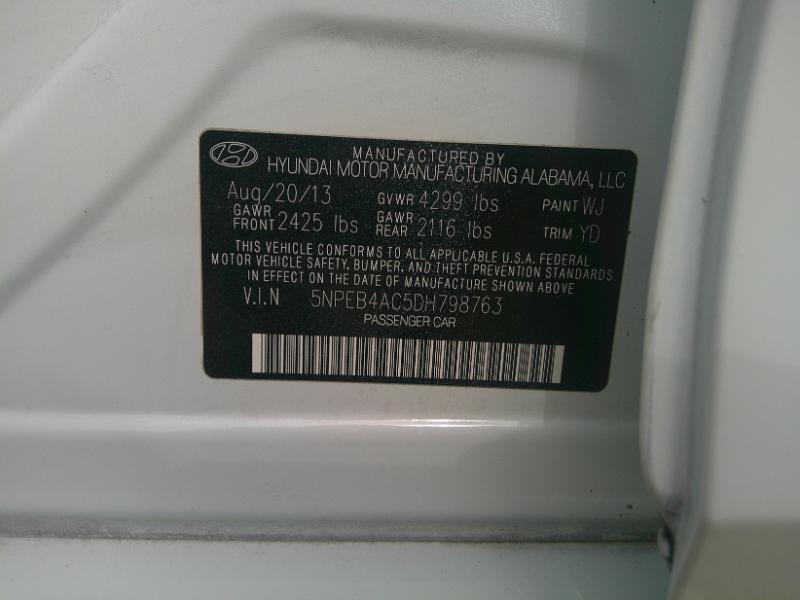 MANUFACTURED BY
HYUNDAI MOTOR MANUFACTURING ALABAMA, LLC
Aug/20/13 GVWR 4299 lbs PAINT WJ
GAWR FRONT 2425 lbs GAWR REAR 2116 lbs TRIM YD
THIS VEHICLE CONFORMS TO ALL APPLICABLE U.S.A. FEDERAL
MOTOR VEHICLE SAFETY, BUMPER, AND THEFT PREVENTION STANDARDS
IN EFFECT ON THE DATE OF MANUFACTURE SHOWN ABOVE.
V.I.N 5NPEB4AC5DH798763
PASSENGER CAR